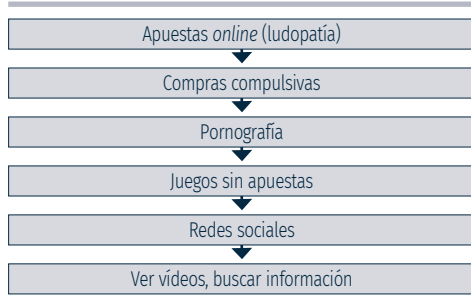 Apuestas online (ludopatía)
Compras compulsivas
Pornografía
Juegos sin apuestas
Redes sociales
Ver vídeos, buscar información